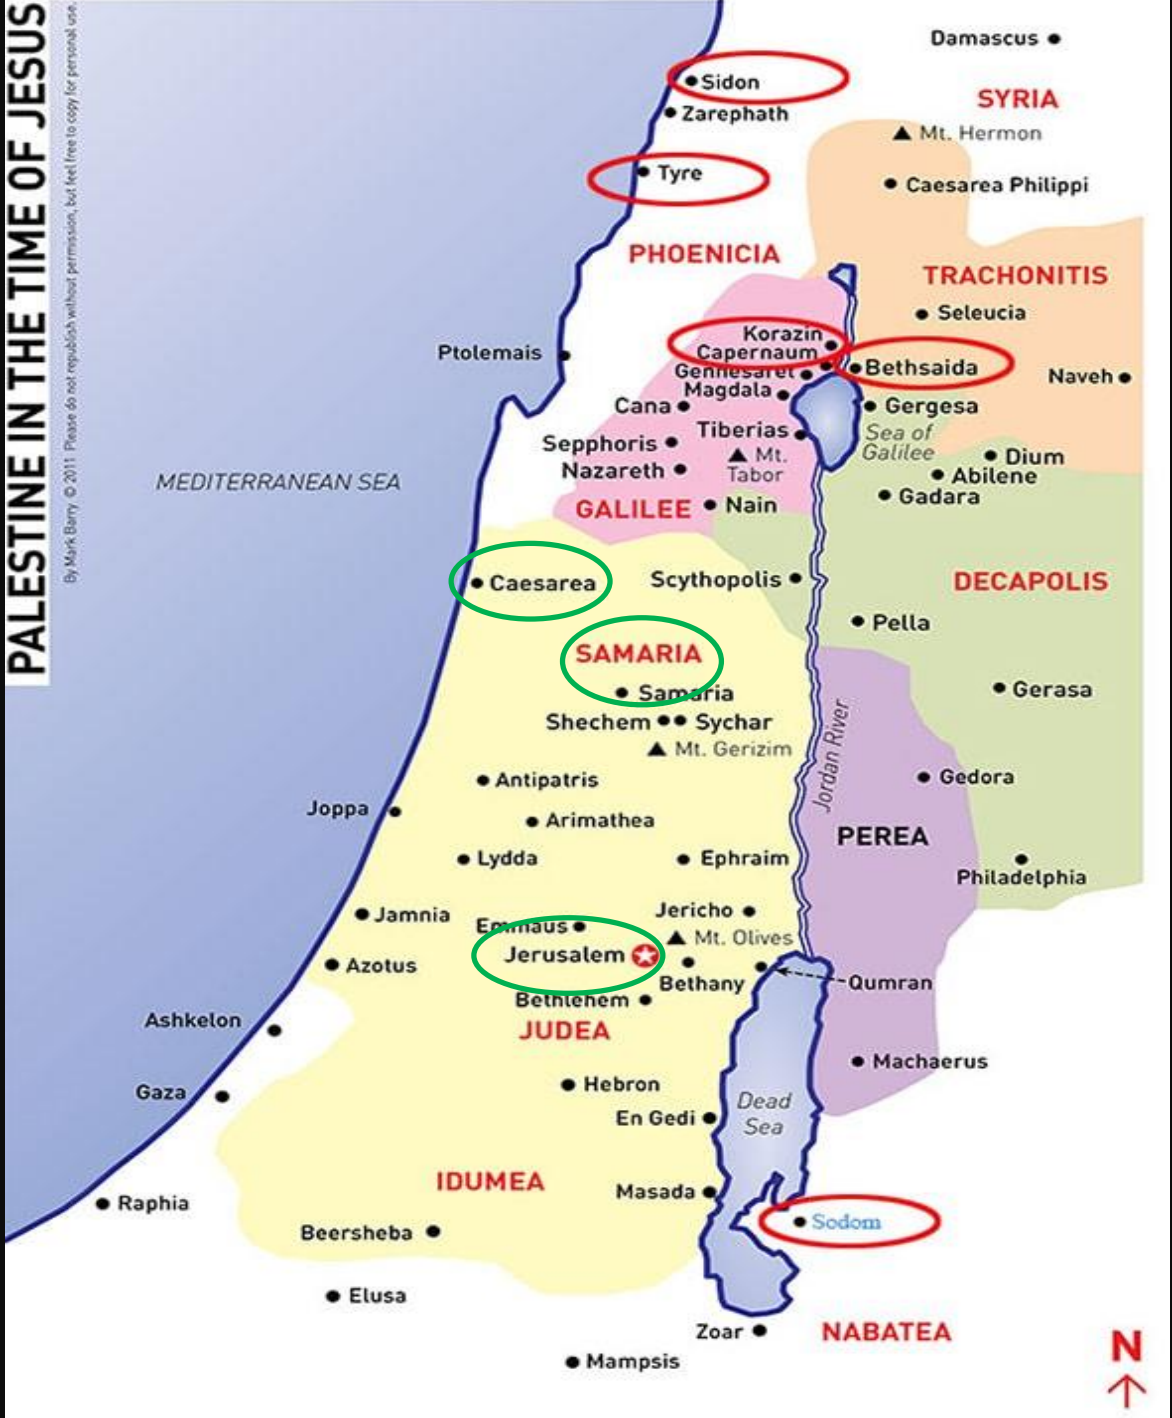 PALESTINE IN THE TIME OF JESUS
By Mark Barry © 2011 Please do not republish without permission, but feel free to copy for personal use.
Damascus
Sidon
SYRIA
Zarephath
Mt. Hermon
Tyre
Caesarea Philippi
PHOENICIA
TRACHONITIS
Seleucia
Korazin
Ptolemais
Capernaum
Bethsaida
Gennesaret
Naveh
Magdala
Cana
Gergesa
Tiberias
Sea of
Galilee
Sepphoris
Mt.
Tabor
Dium
Nazareth
Abilene
Gadara
MEDITERRANEAN SEA
GALILEE
Nain
Caesarea
Scythopolis
DECAPOLIS
Pella
SAMARIA
Samaria
Gerasa
Shechem
Sychar
Mt. Gerizim
Jordan River
Antipatris
Gedora
Joppa
Arimathea
PEREA
Lydda
Ephraim
Philadelphia
Jericho
Jamnia
Emmaus
Mt. Olives
Jerusalem
Azotus
Bethany
Qumran
Bethlehem
Ashkelon
JUDEA
Machaerus
Hebron
Gaza
Dead
Sea
En Gedi
IDUMEA
Masada
Raphia
Sodom
Beersheba
Elusa
Zoar
NABATEA
N
Mampsis